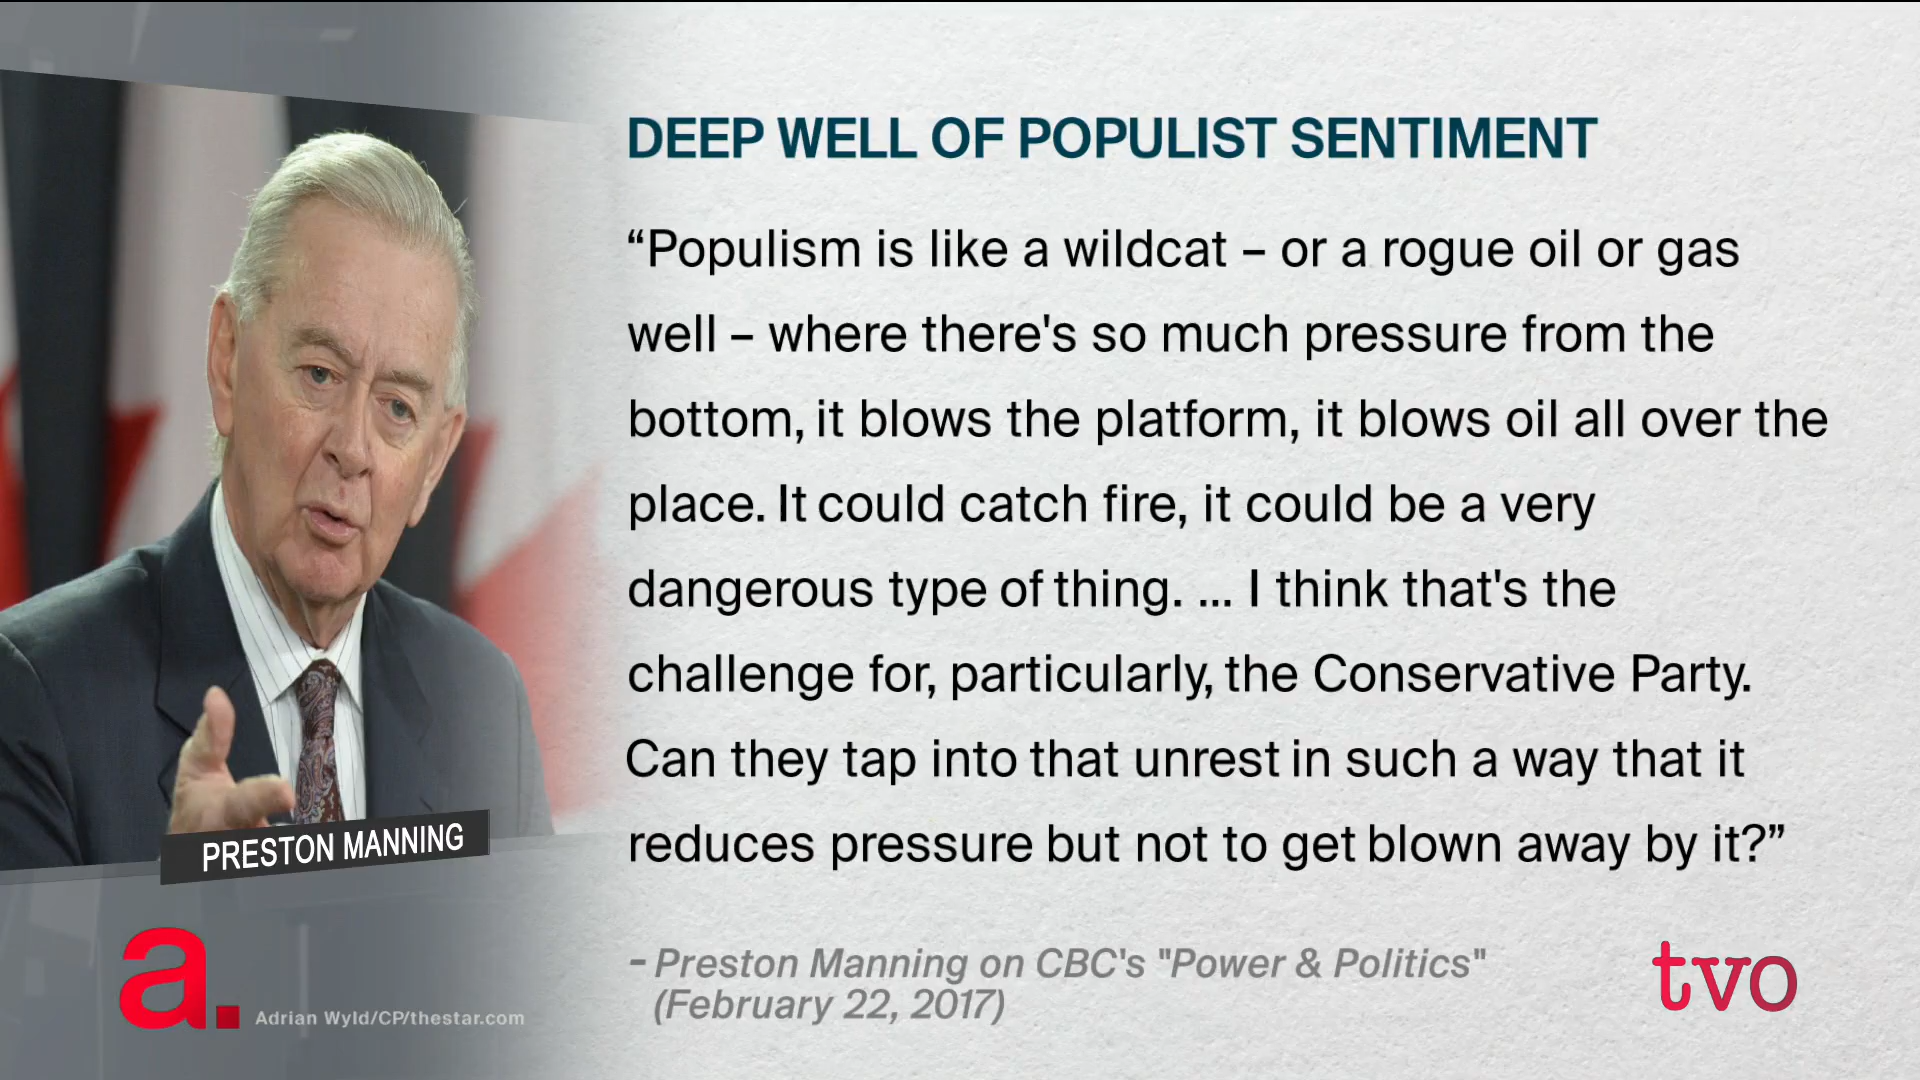 DEEP WELL OF POPULIST SENTIMENT
“Populism is like a wildcat – or a rogue oil or gas
well – where there's so much pressure from the
bottom, it blows the platform, it blows oil all over the
place. It could catch fire, it could be a very
dangerous type of thing. ... I think that's the
challenge for, particularly, the Conservative Party.
Can they tap into that unrest in such a way that it
reduces pressure but not to get blown away by it?”
- Preston Manning on CBC's "Power & Politics"
(February 22, 2017)
PRESTON MANNING
a.
Adrian Wyld/CP/thestar.com
tvo